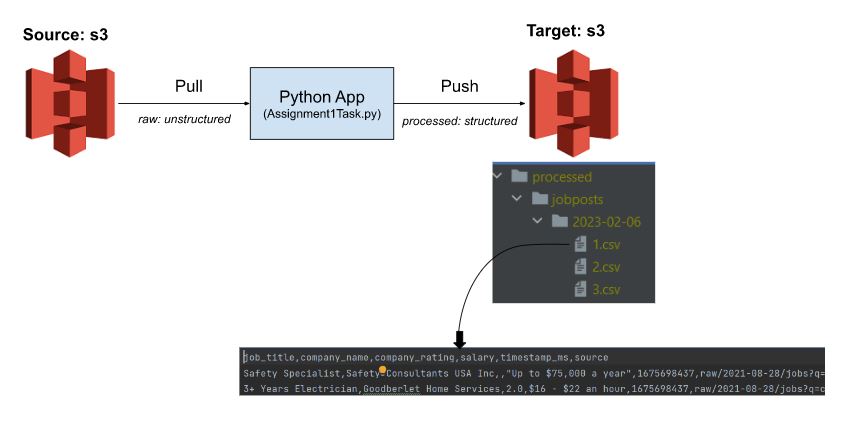 Source: s3
Target: s3
Pull
raw: unstructured
Python App
(Assignment1Task.py)
Push
processed: structured
processed
jobposts
2023-02-06
1.csv
2.csv
3.csv
job_title,company_name,company_rating,salary,timestamp_ms,source
Safety Specialist,Safety Consultants USA Inc,,"Up to $75,000 a year",1675698437,raw/2021-08-28/jobs?q=
3+ Years Electrician,Goodberlet Home Services,2.0,$16 - $22 an hour,1675698437,raw/2021-08-28/jobs?q=c